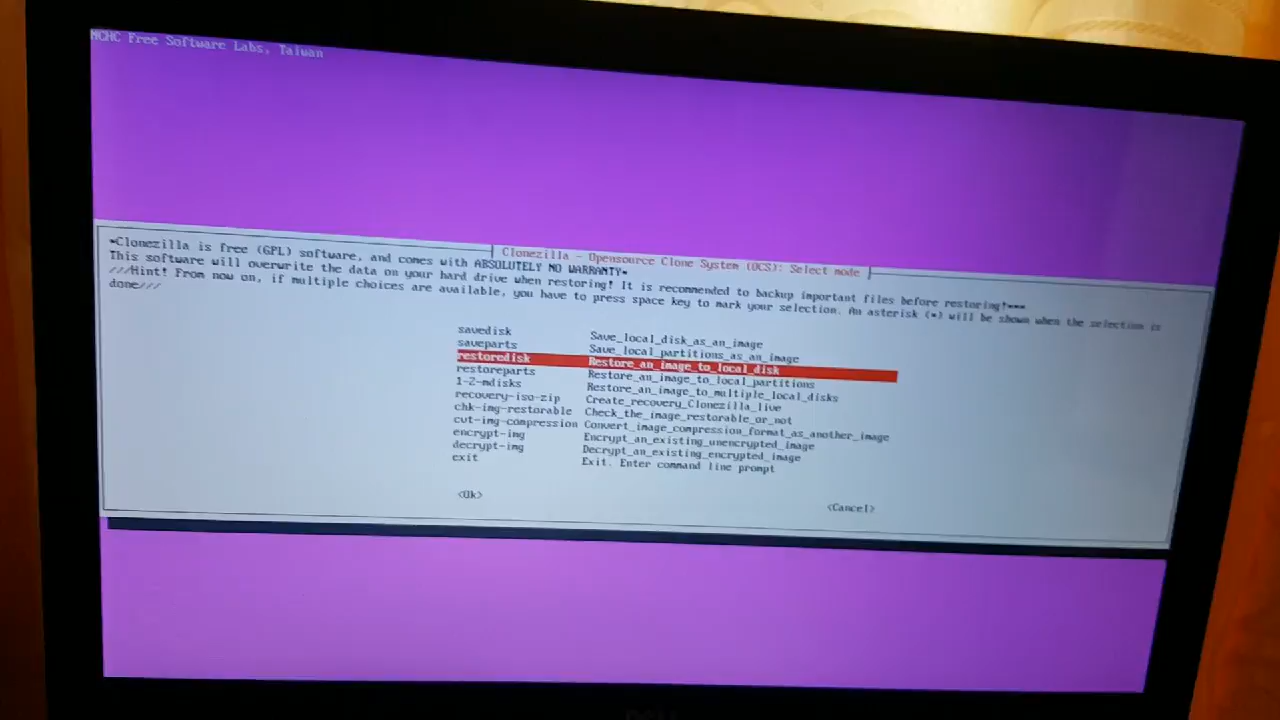 NCHC Free Software Labs, Taiwan
Clonezilla - Opensource Clone System (OCS): Select mode
*Clonezilla is free (GPL) software, and comes with ABSOLUTELY NO WARRANTY*
This software will overwrite the data on your hard drive when restoring! It is recommended to backup important files before restoring!***
///Hint! From now on, if multiple choices are available, you have to press space key to mark your selection. An asterisk (*) will be shown when the selection is
done///
savedisk Save_local_disk_as_an_image
saveparts Save_local_partitions_as_an_image
restoredisk Restore_an_image_to_local_disk
restoreparts Restore_an_image_to_local_partitions
1-2-mdisks Restore_an_image_to_multiple_local_disks
recovery-iso-zip Create_recovery_Clonezilla_live
chk-img-restorable Check_the_image_restorable_or_not
cvt-img-compression Convert_image_compression_format_as_another_image
encrypt-img Encrypt_an_existing_unencrypted_image
decrypt-img Decrypt_an_existing_encrypted_image
exit Exit. Enter command line prompt
<Ok> <Cancel>